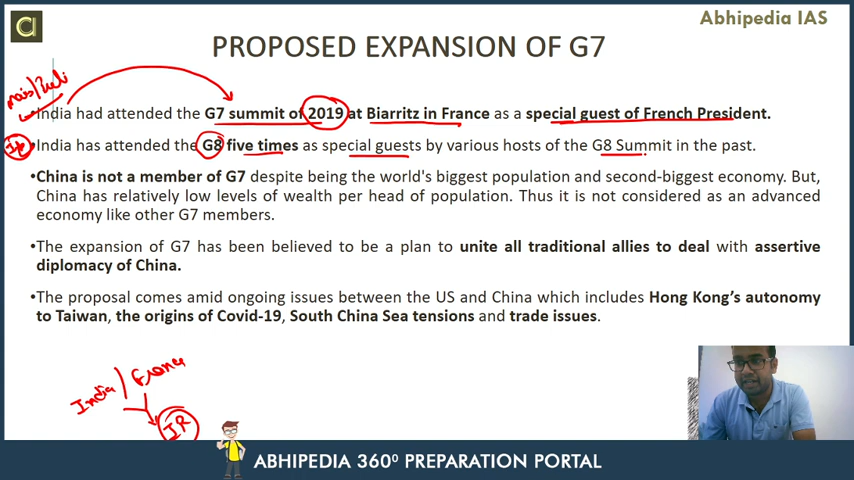 Abhipedia IAS
PROPOSED EXPANSION OF G7
•India had attended the G7 summit of 2019 at Biarritz in France as a special guest of French President.
•India has attended the G8 five times as special guests by various hosts of the G8 Summit in the past.
•China is not a member of G7 despite being the world's biggest population and second-biggest economy. But,
China has relatively low levels of wealth per head of population. Thus it is not considered as an advanced
economy like other G7 members.
•The expansion of G7 has been believed to be a plan to unite all traditional allies to deal with assertive
diplomacy of China.
•The proposal comes amid ongoing issues between the US and China which includes Hong Kong's autonomy
to Taiwan, the origins of Covid-19, South China Sea tensions and trade issues.
India / France
IR
ABHIPEDIA 360⁰ PREPARATION PORTAL